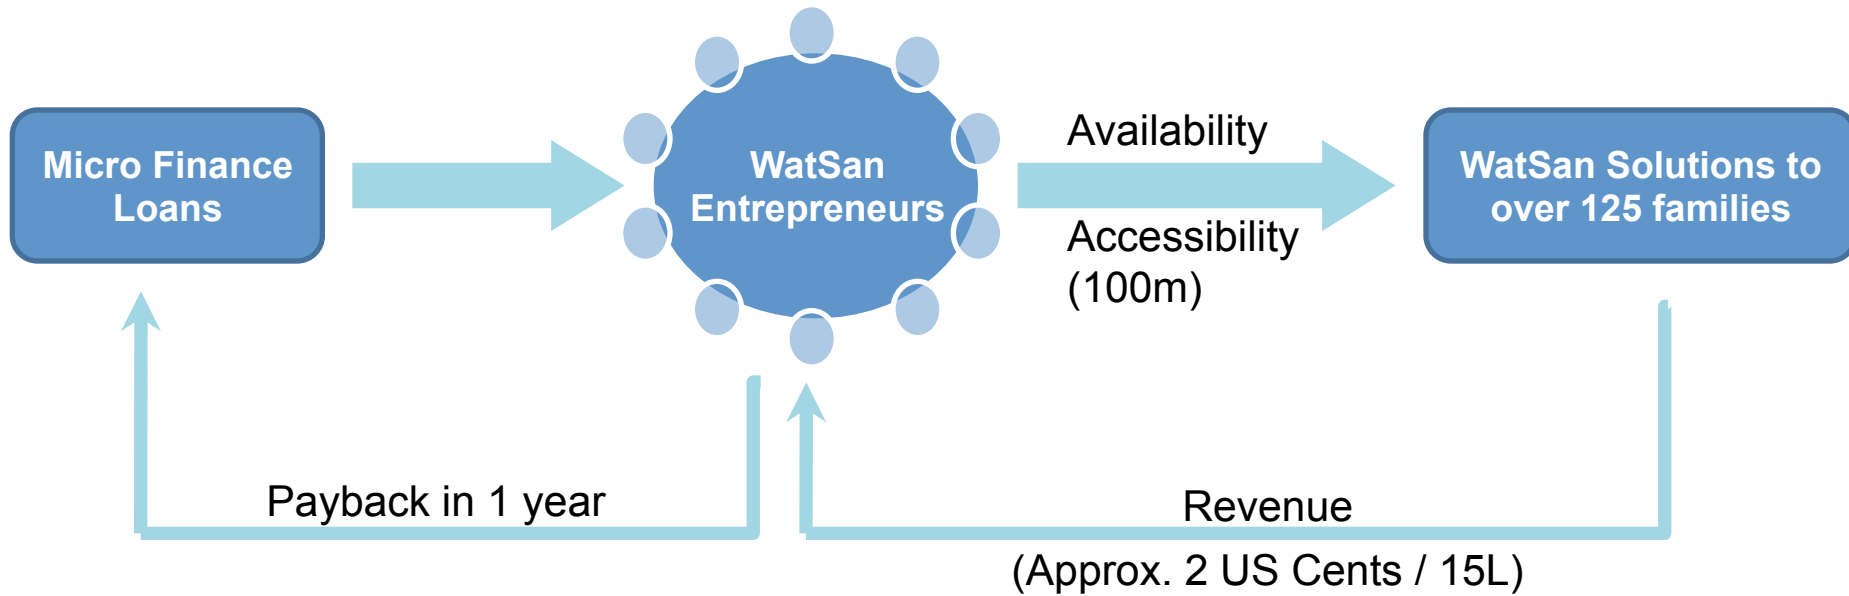 Micro Finance
Loans
WatSan
Entrepreneurs
Availability
Accessibility
(100m)
WatSan Solutions to
over 125 families
Payback in 1 year
Revenue
(Approx. 2 US Cents / 15L)